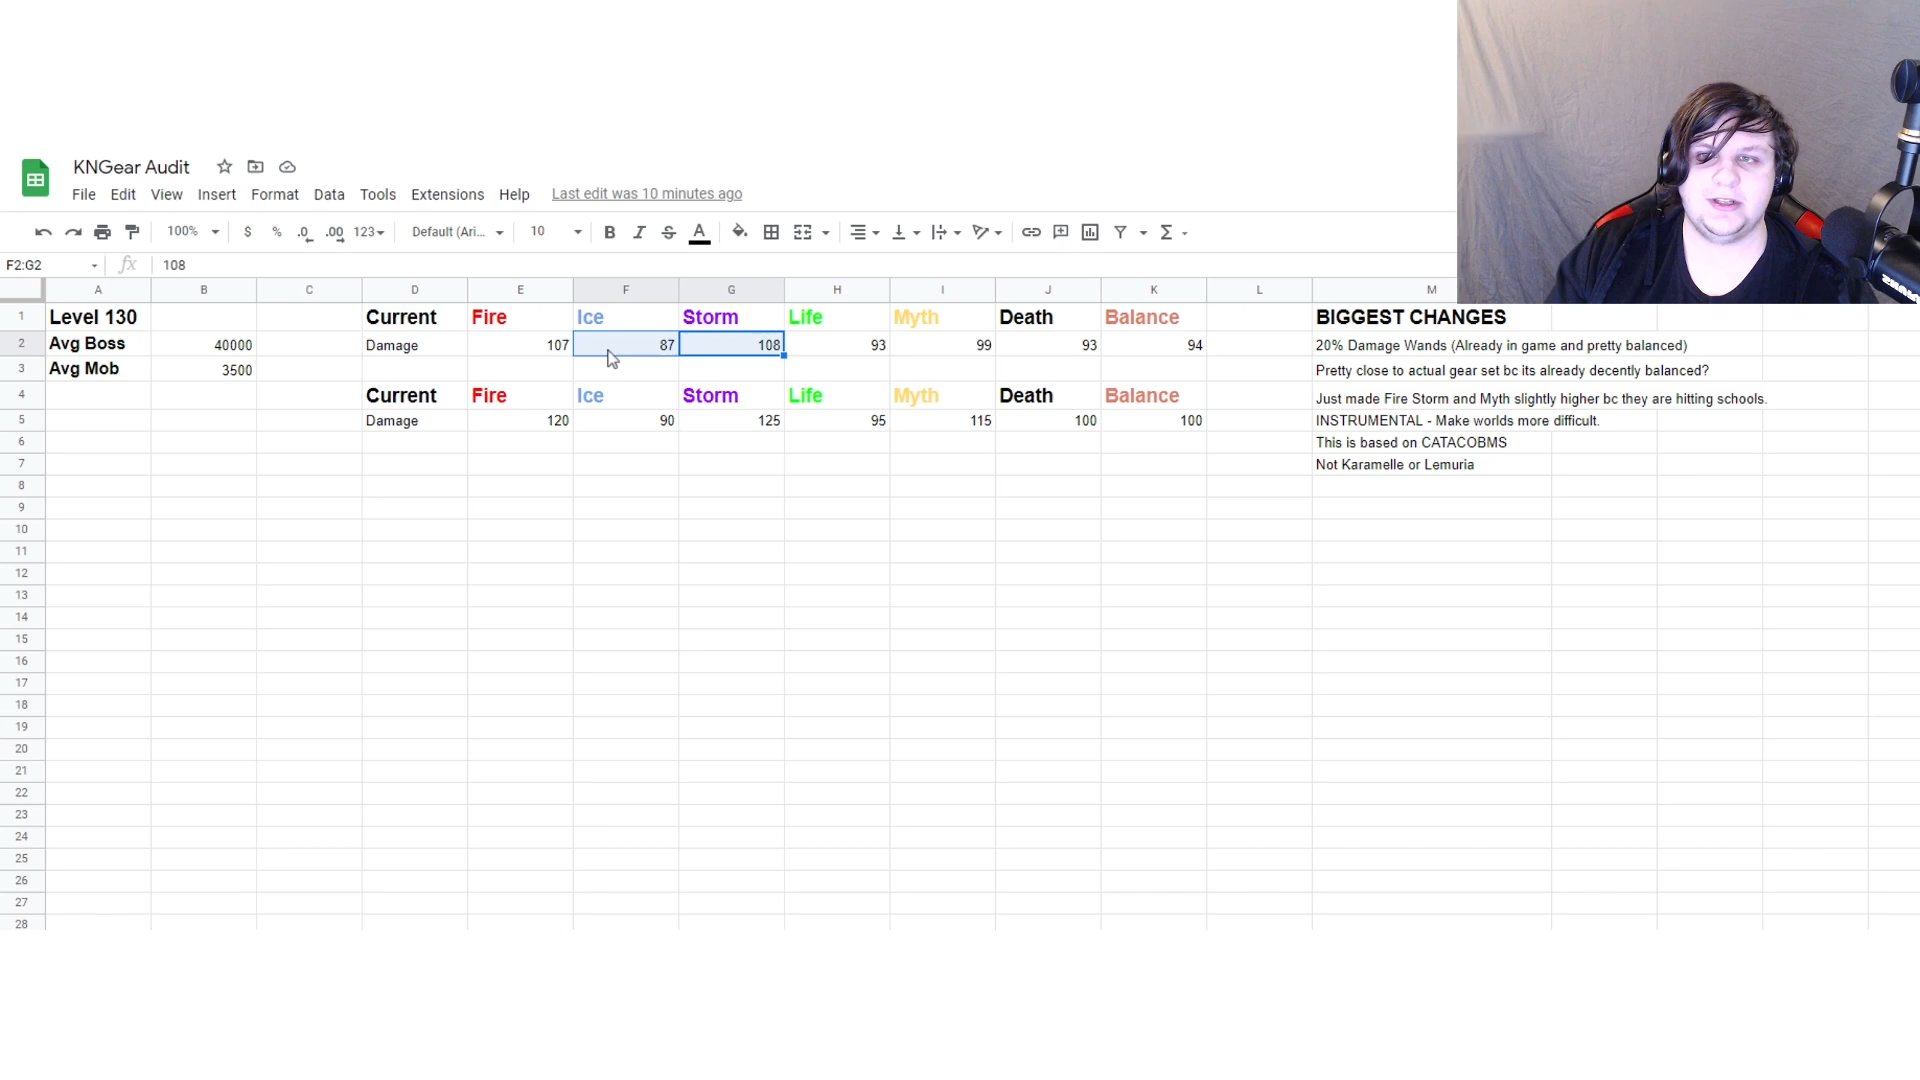 KNGear Audit
File Edit View Insert Format Data Tools Extensions Help Last edit was 10 minutes ago
100% $ % .0 .00 123 Default (Ari... 10 B I S A Σ
F2:G2 fx 108
A B C D E F G H I J K L M
1 Level 130 Current Fire Ice Storm Life Myth Death Balance BIGGEST CHANGES
2 Avg Boss 40000 Damage 107 87 108 93 99 93 94 20% Damage Wands (Already in game and pretty balanced)
3 Avg Mob 3500 Pretty close to actual gear set bc its already decently balanced?
4 Current Fire Ice Storm Life Myth Death Balance Just made Fire Storm and Myth slightly higher bc they are hitting schools.
5 Damage 120 90 125 95 115 100 100 INSTRUMENTAL - Make worlds more difficult.
6 This is based on CATACOBMS
7 Not Karamelle or Lemuria
8
9
10
11
12
13
14
15
16
17
18
19
20
21
22
23
24
25
26
27
28